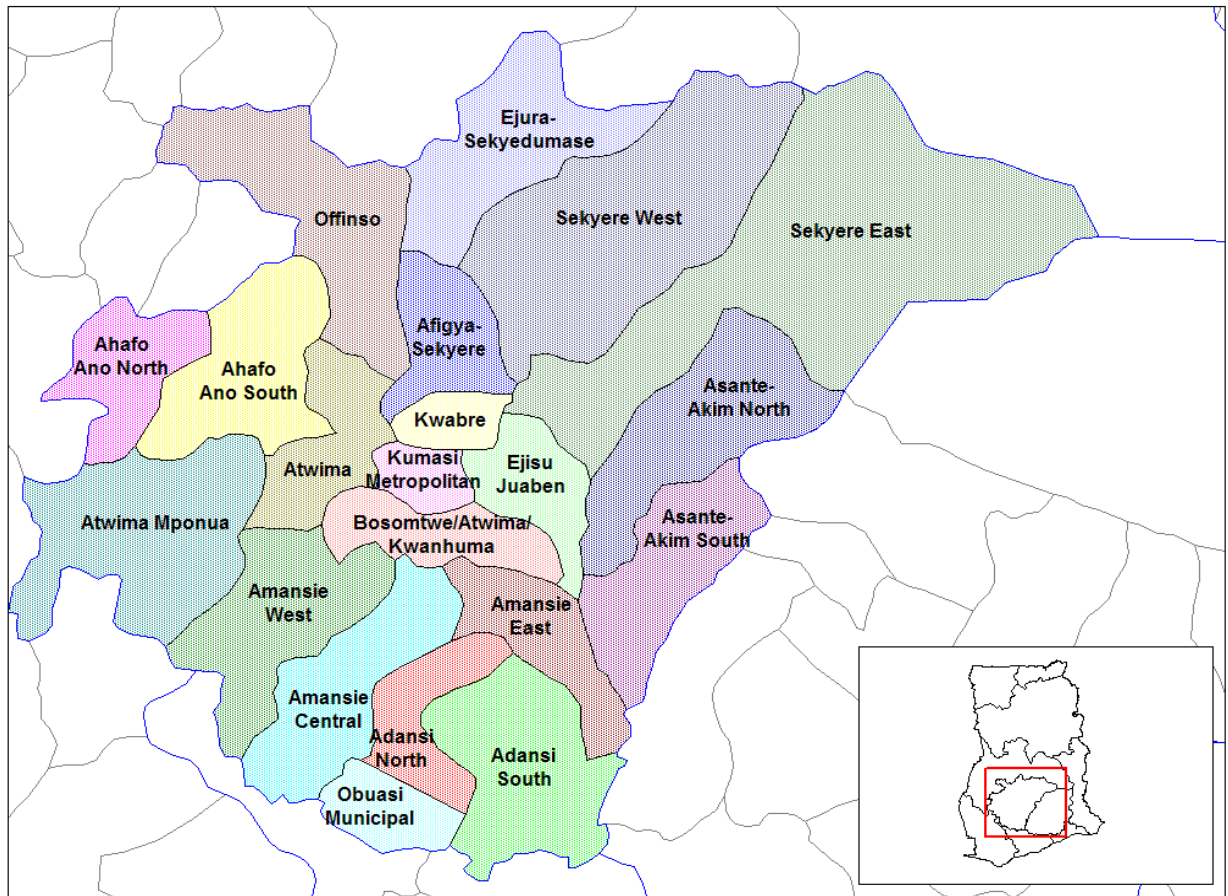 Ejura-
Sekyedumase
Offinso
Sekyere West
Sekyere East
Afigya-
Sekyere
Ahafo
Ano North
Ahafo
Ano South
Asante-
Akim North
Kwabre
Atwima
Kumasi
Metropolitan
Ejisu
Juaben
Atwima Mponua
Bosomtwe/Atwima/
Kwanhuma
Asante-
Akim South
Amansie
West
Amansie
East
Amansie
Central
Adansi
North
Adansi
South
Obuasi
Municipal